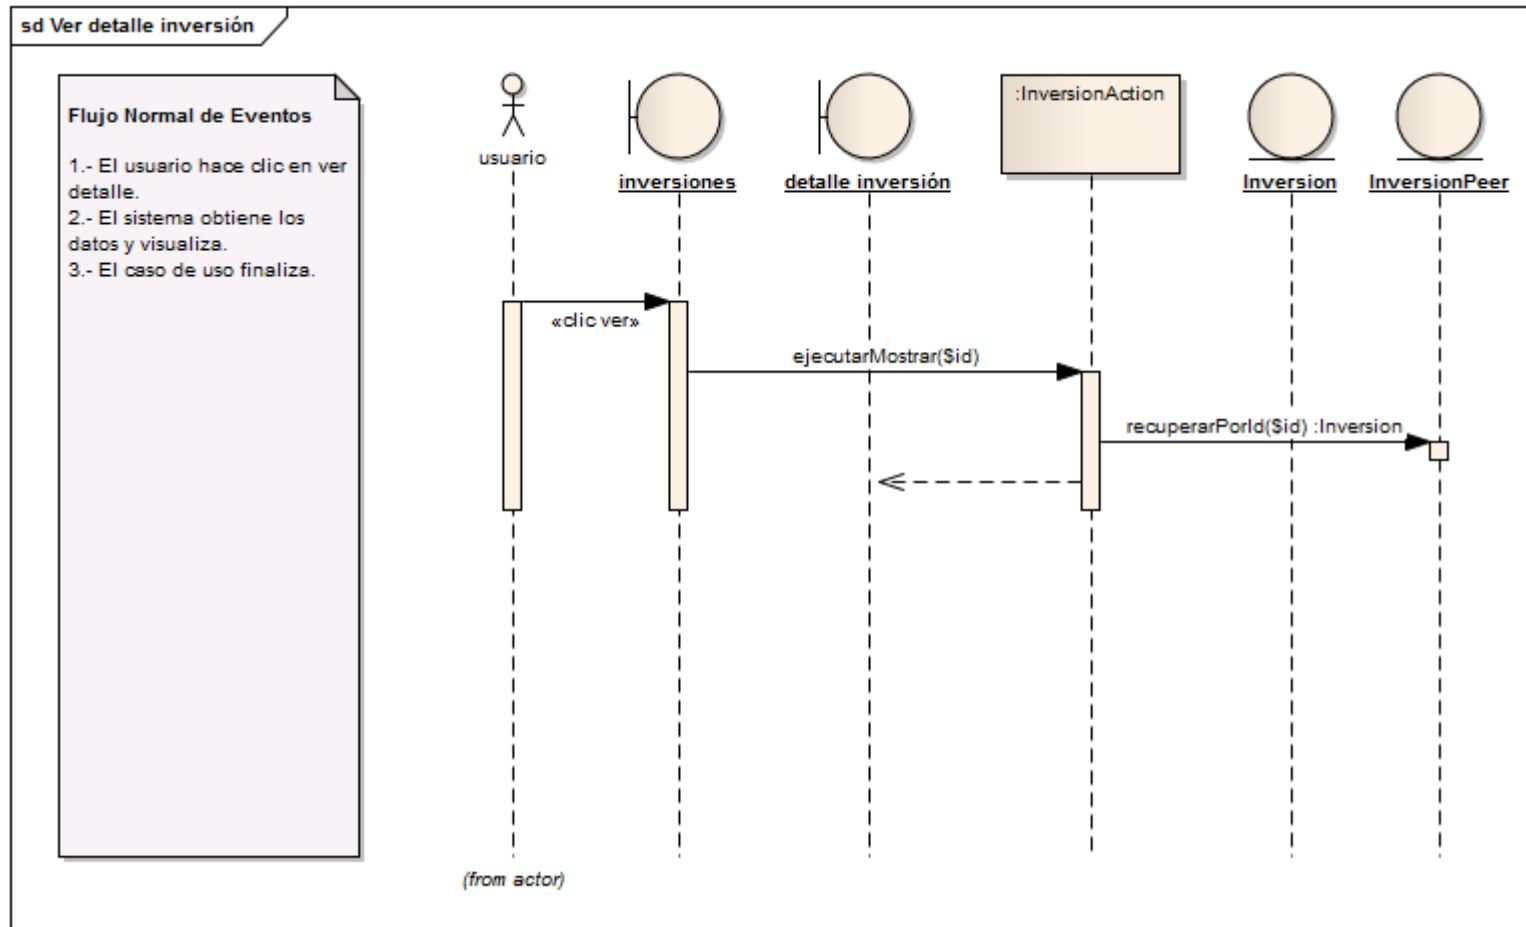 sd Ver detalle inversión
Flujo Normal de Eventos
1.- El usuario hace clic en ver
detalle.
2.- El sistema obtiene los
datos y visualiza.
3.- El caso de uso finaliza.
usuario
inversiones
detalle inversión
:InversionAction
Inversion
InversionPeer
«clic ver»
ejecutarMostrar($id)
recuperarPorId($id) :Inversion
(from actor)